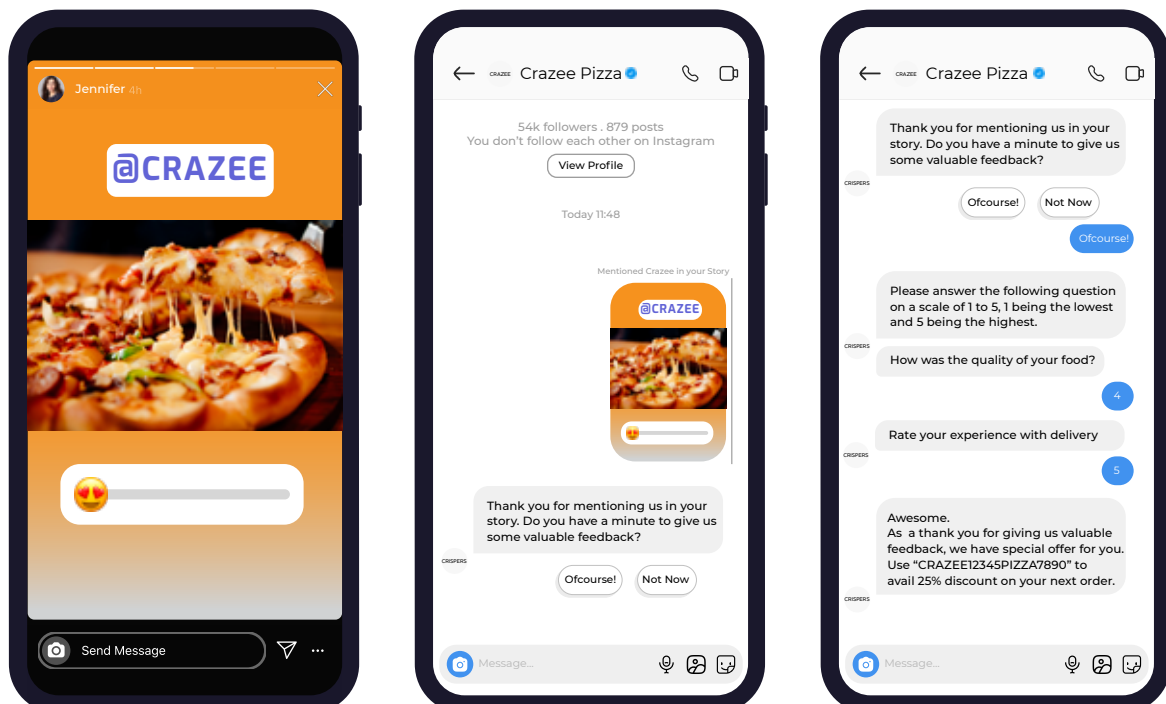 Jennifer 4h
@CRAZEE
Send Message
CRAZEE
Crazee Pizza
54k followers . 879 posts
You don’t follow each other on Instagram
View Profile
Today 11:48
Mentioned Crazee in your Story
@CRAZEE
Thank you for mentioning us in your
story. Do you have a minute to give us
some valuable feedback?
CRISPERS
Ofcourse!
Not Now
Message...
CRAZEE
Crazee Pizza
Thank you for mentioning us in your
story. Do you have a minute to give us
some valuable feedback?
CRISPERS
Ofcourse!
Not Now
Ofcourse!
Please answer the following question
on a scale of 1 to 5, 1 being the lowest
and 5 being the highest.
CRISPERS
How was the quality of your food?
4
Rate your experience with delivery
CRISPERS
5
Awesome.
As  a thank you for giving us valuable
feedback, we have special offer for you.
Use “CRAZEE12345PIZZA7890” to
avail 25% discount on your next order.
CRISPERS
Message...